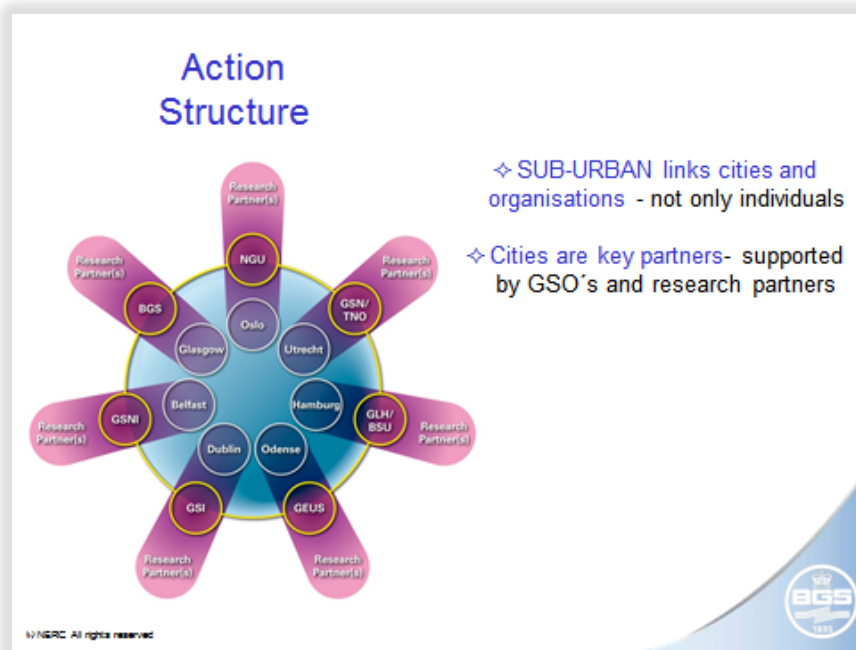 Action
Structure
✧ SUB-URBAN links cities and
organisations - not only individuals
✧ Cities are key partners- supported
by GSO´s and research partners
Research
Partner(s)
NGU
Oslo
Research
Partner(s)
GSN/
TNO
Utrecht
Research
Partner(s)
GLH/
BSU
Hamburg
Research
Partner(s)
GEUS
Odense
Research
Partner(s)
GSI
Dublin
Research
Partner(s)
GSNI
Belfast
Research
Partner(s)
BGS
Glasgow
NERC All rights reserved
BGS
1835